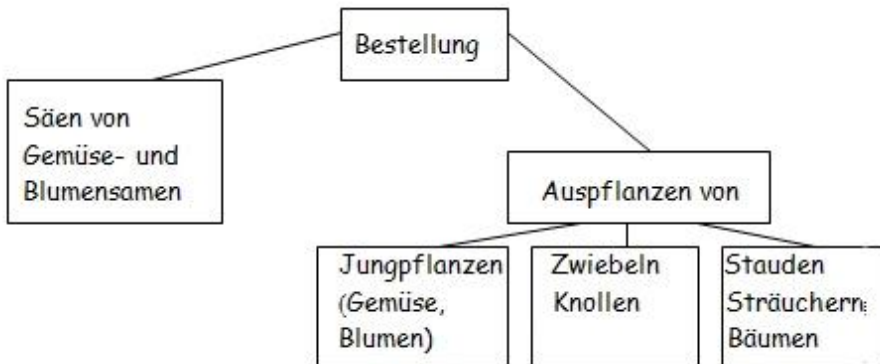 Bestellung
Säen von
Gemüse- und
Blumensamen
Auspflanzen von
Jungpflanzen
(Gemüse,
Blumen)
Zwiebeln
Knollen
Stauden
Sträuchern
Bäumen